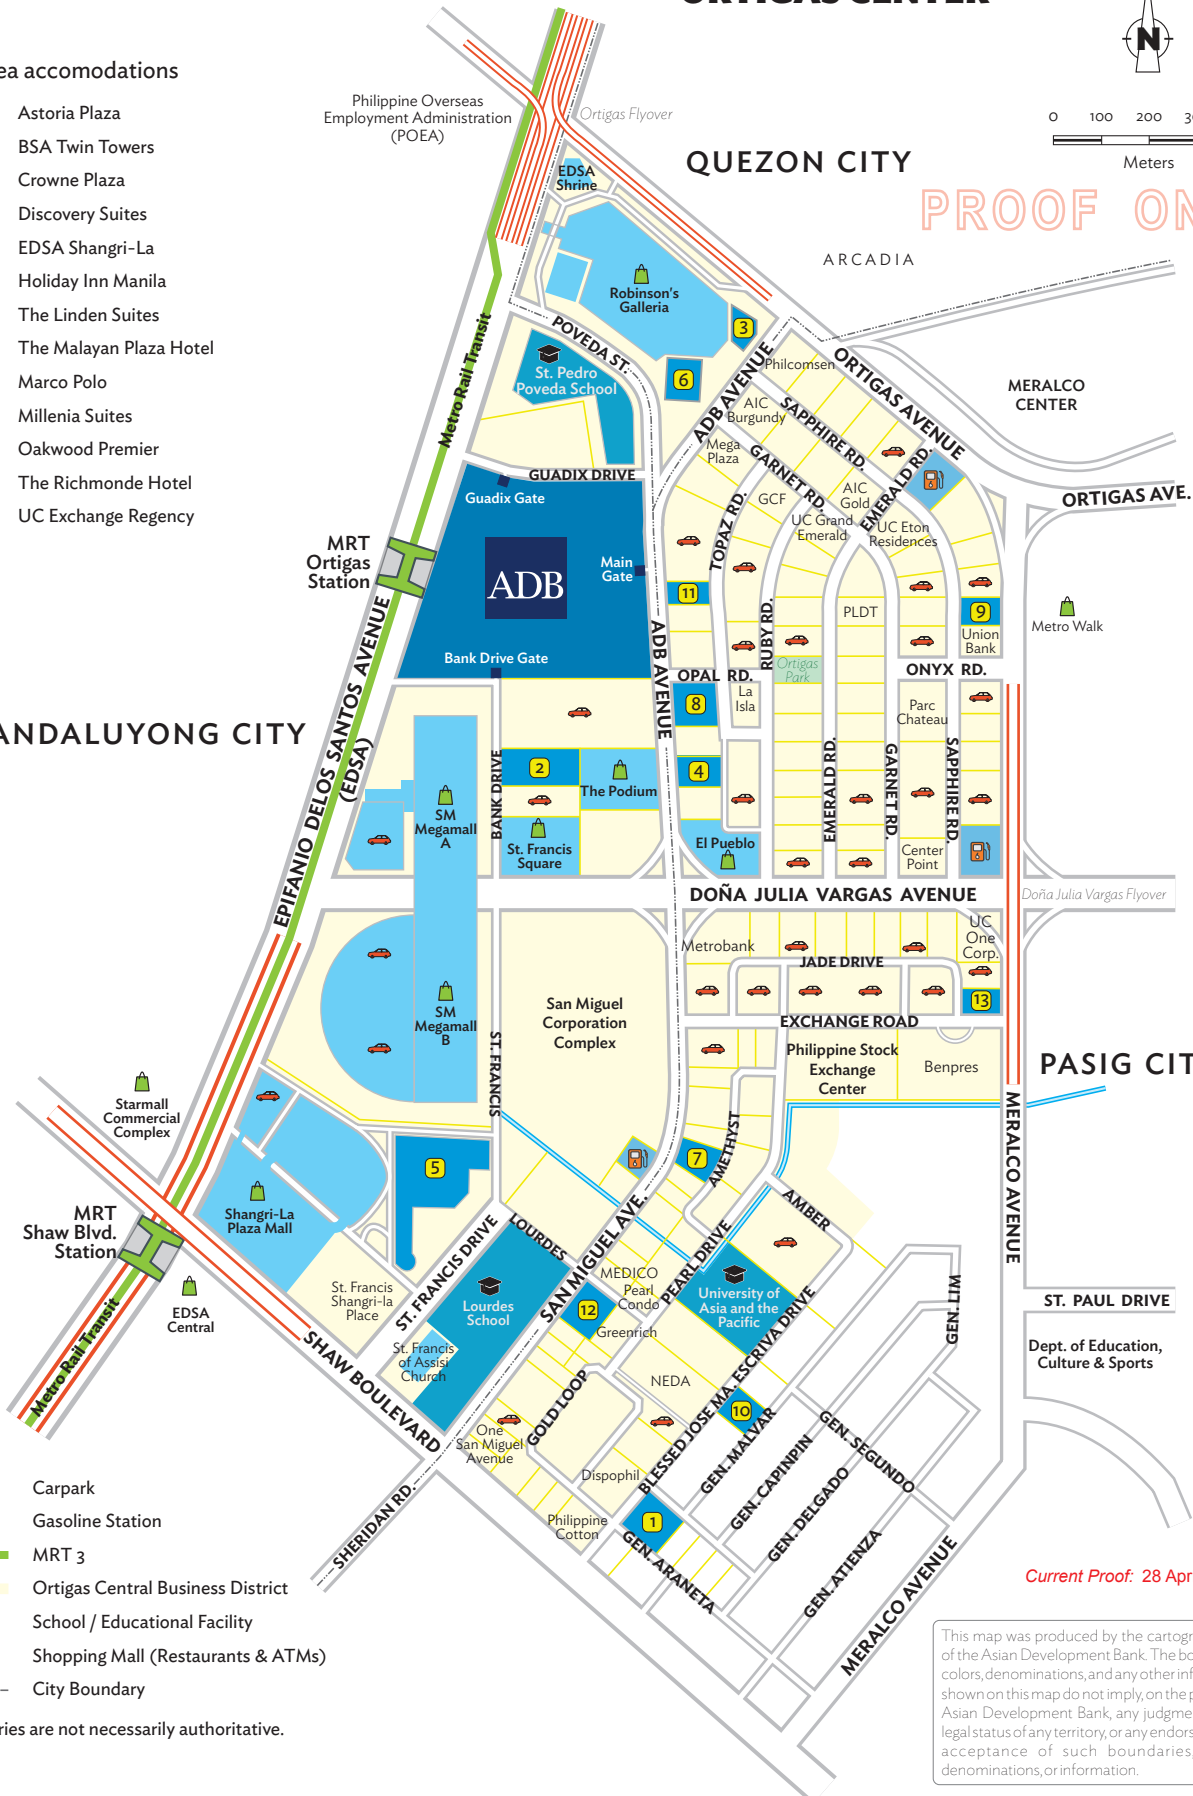 ORTIGAS CENTER
N
0 100 200
Meters
accomodations
Astoria Plaza
BSA Twin Towers
Crowne Plaza
Discovery Suites
EDSA Shangri-La
Holiday Inn Manila
The Linden Suites
The Malayan Plaza Hotel
Marco Polo
Millenia Suites
Oakwood Premier
The Richmonde Hotel
UC Exchange Regency
Philippine Overseas
Employment Administration
(POEA)
Ortigas Flyover
QUEZON CITY
PROOF ON
ARCADIA
EDSA
Shrine
Robinson's
Galleria
3
POVEDA ST.
St. Pedro
Poveda School
6
ADB AVENUE
Philcomsen
ORTIGAS AVENUE
MERALCO
CENTER
AIC
Burgundy
SAPPHIRE RD.
Mega
Plaza
GARNET RD.
EMERALD RD.
ORTIGAS AVE.
Metro Rail Transit
GUADIX DRIVE
Guadix Gate
TOPAZ RD.
GCF
AIC
Gold
UC Grand
Emerald
UC Eton
Residences
MRT
Ortigas
Station
ADB
Main
Gate
11
RUBY RD.
PLDT
9
Union
Bank
Metro Walk
Bank Drive Gate
ADB AVENUE
OPAL RD.
Ortigas
Park
ONYX RD.
8
La
Isla
Parc
Chateau
ANDALUYONG CITY
EPIFANIO DELOS SANTOS AVENUE
(EDSA)
BANK DRIVE
2
The Podium
4
EMERALD RD.
GARNET RD.
SAPPHIRE RD.
SM
Megamall
A
St. Francis
Square
El Pueblo
Center
Point
DOÑA JULIA VARGAS AVENUE
Doña Julia Vargas Flyover
Metrobank
UC
One
Corp.
JADE DRIVE
13
SM
Megamall
B
San Miguel
Corporation
Complex
EXCHANGE ROAD
ST. FRANCIS
Philippine Stock
Exchange
Center
Benpres
PASIG CIT
Starmall
Commercial
Complex
MERALCO AVENUE
5
7
AMETHYST
AMBER
MRT
Shaw Blvd.
Station
Shangri-La
Plaza Mall
LOURDES
SAN MIGUEL AVE.
PEARL DRIVE
EDSA
Central
St. Francis
Shangri-la
Place
ST. FRANCIS DRIVE
Lourdes
School
MEDICO
Pearl
Condo
12
Greenrich
University of
Asia and the
Pacific
GEN. LIM
ST. PAUL DRIVE
Dept. of Education,
Culture & Sports
Metro Rail Transit
SHAW BOULEVARD
St. Francis
of Assisi
Church
NEDA
BLESSED JOSE MA. ESCRIVA DRIVE
10
GOLD LOOP
One
San Miguel
Avenue
GEN. MALVAR
GEN. SEGUNDO
GEN. CAPINPIN
GEN. DELGADO
Dispophil
Philippine
Cotton
1
GEN. ARANETA
GEN. ATIENZA
MERALCO AVENUE
SHERIDAN RD.
Carpark
Gasoline Station
MRT 3
Ortigas Central Business District
School / Educational Facility
Shopping Mall (Restaurants & ATMs)
City Boundary
ries are not necessarily authoritative.
Current Proof: 28 Apr
This map was produced by the cartogr
of the Asian Development Bank. The bo
colors, denominations, and any other inf
shown on this map do not imply, on the p
Asian Development Bank, any judgme
legal status of any territory, or any endors
acceptance of such boundaries,
denominations, or information.